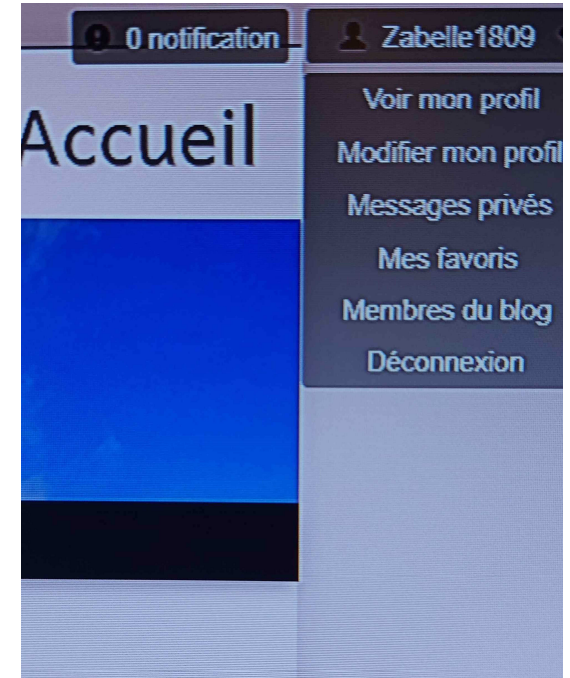 0 notification
Zabelle1809
Accueil
Voir mon profil
Modifier mon profil
Messages privés
Mes favoris
Membres du blog
Déconnexion